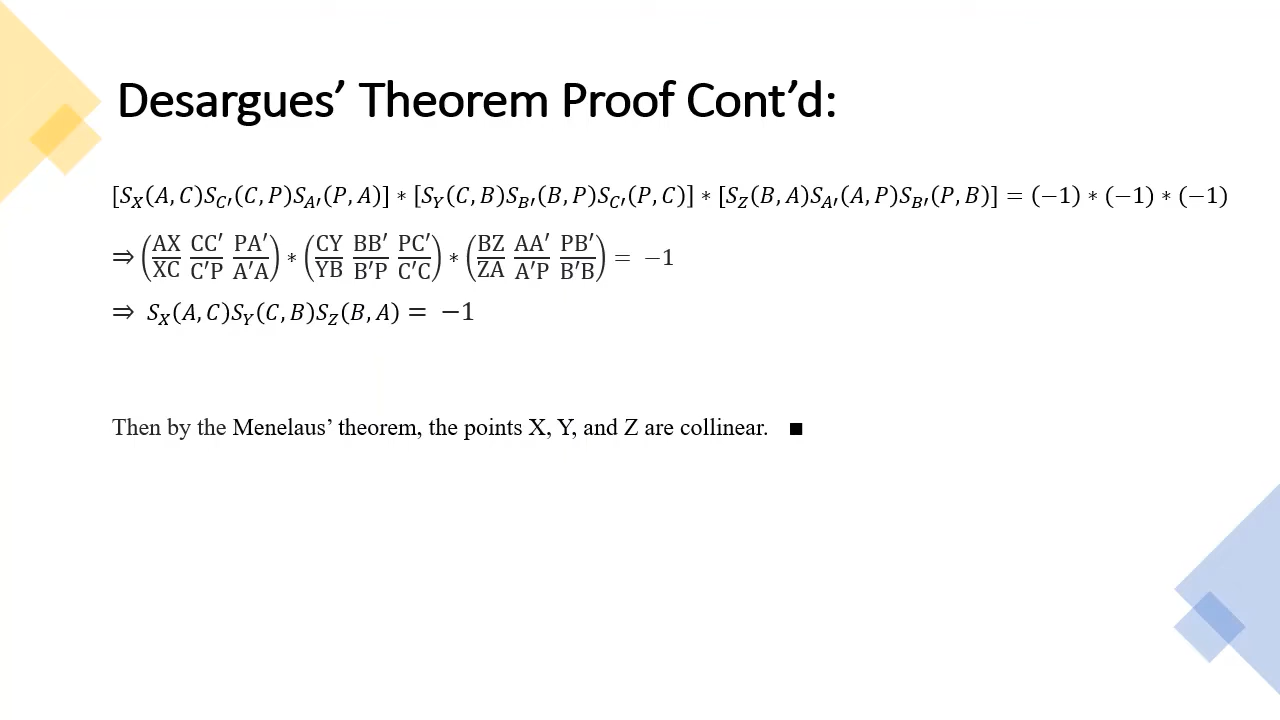 Desargues’ Theorem Proof Cont’d:
[S_X(A, C)S_C′(C, P)S_A′(P, A)] ∗ [S_Y(C, B)S_B′(B, P)S_C′(P, C)] ∗ [S_Z(B, A)S_A′(A, P)S_B′(P, B)] = (−1) ∗ (−1) ∗ (−1)
⇒ (AX/XC CC′/C′P PA′/A′A) ∗ (CY/YB BB′/B′P PC′/C′C) ∗ (BZ/ZA AA′/A′P PB′/B′B) = −1
⇒ S_X(A, C)S_Y(C, B)S_Z(B, A) = −1
Then by the Menelaus’ theorem, the points X, Y, and Z are collinear. ■